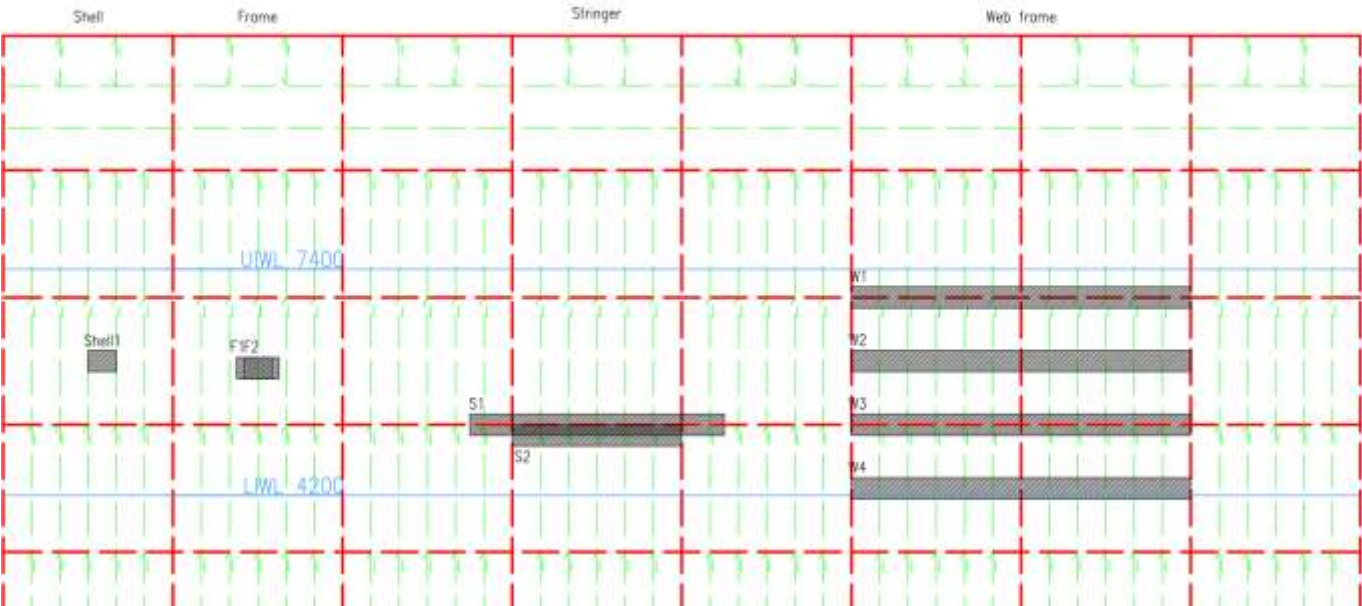 Shell Frame Stringer Web frame
UIWL 7400
W1
Shell1 F1F2 W2
S1 W3
S2
W4
LIWL 4200